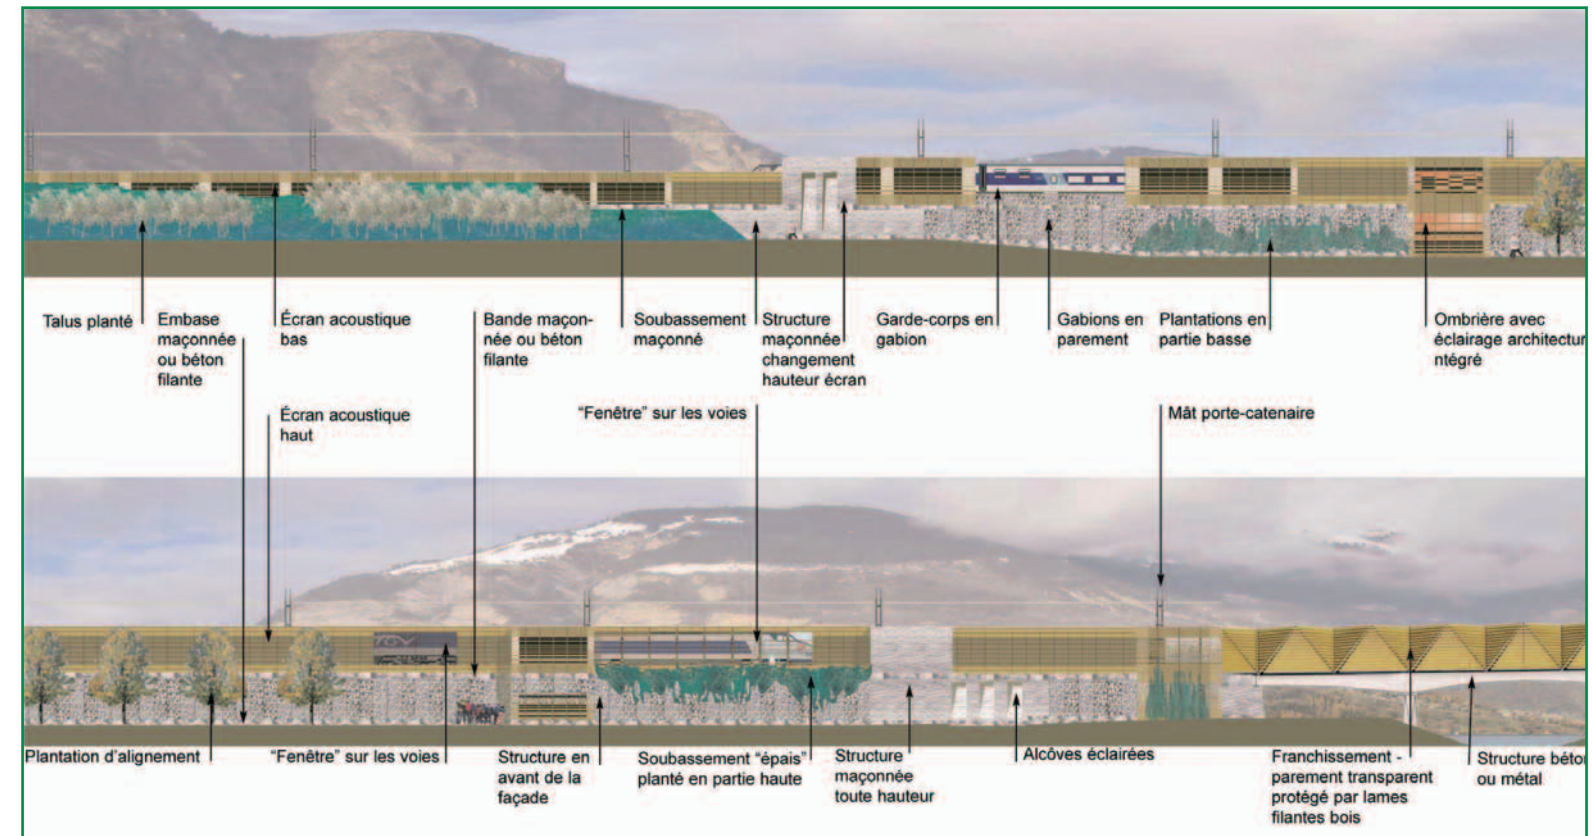 Talus planté
Embase
maçonnée
ou béton
filante
Écran acoustique
bas
Bande maçon-
née ou béton
filante
Soubassement
maçonné
Structure
maçonnée
changement
hauteur écran
Garde-corps en
gabion
Gabions en
parement
Plantations en
partie basse
Ombrière avec
éclairage architectur
ntégré
Écran acoustique
haut
“Fenêtre” sur les voies
Mât porte-catenaire
Plantation d’alignement
“Fenêtre” sur les voies
Structure en
avant de la
façade
Soubassement “épais”
planté en partie haute
Structure
maçonnée
toute hauteur
Alcôves éclairées
Franchissement -
parement transparent
protégé par lames
filantes bois
Structure béto
ou métal